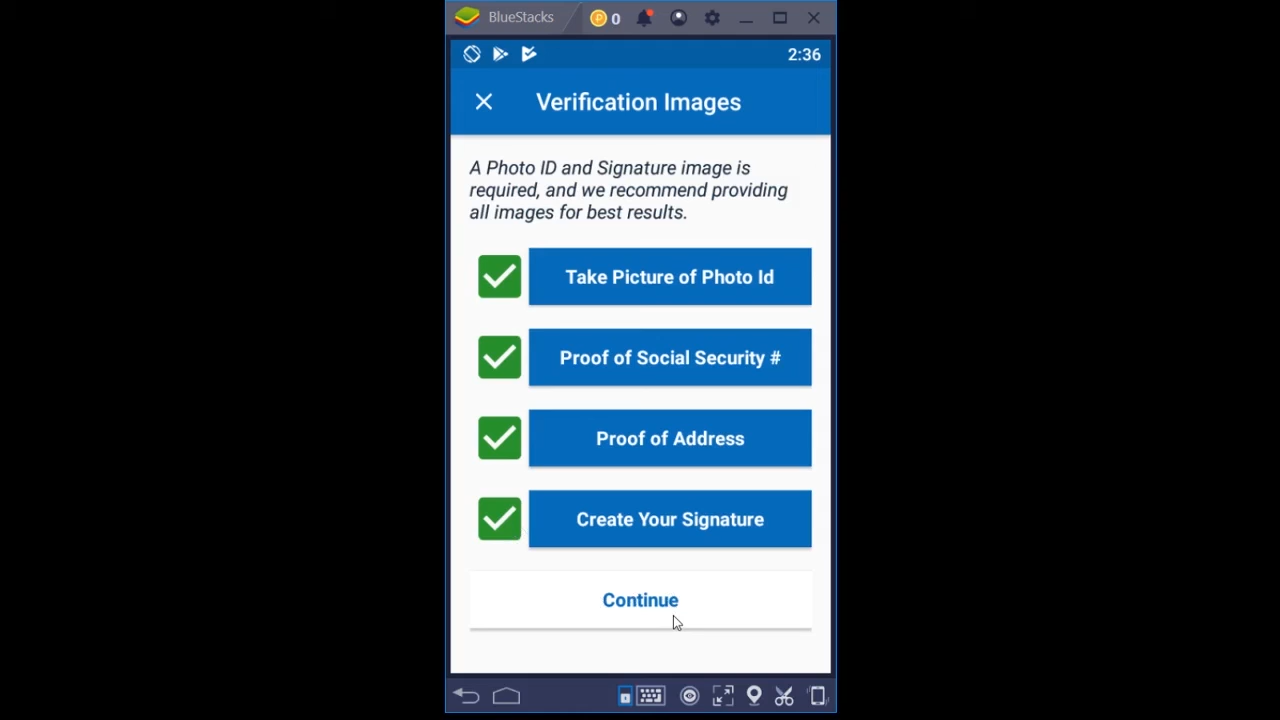 BlueStacks
0
2:36
Verification Images
A Photo ID and Signature image is
required, and we recommend providing
all images for best results.
Take Picture of Photo Id
Proof of Social Security #
Proof of Address
Create Your Signature
Continue